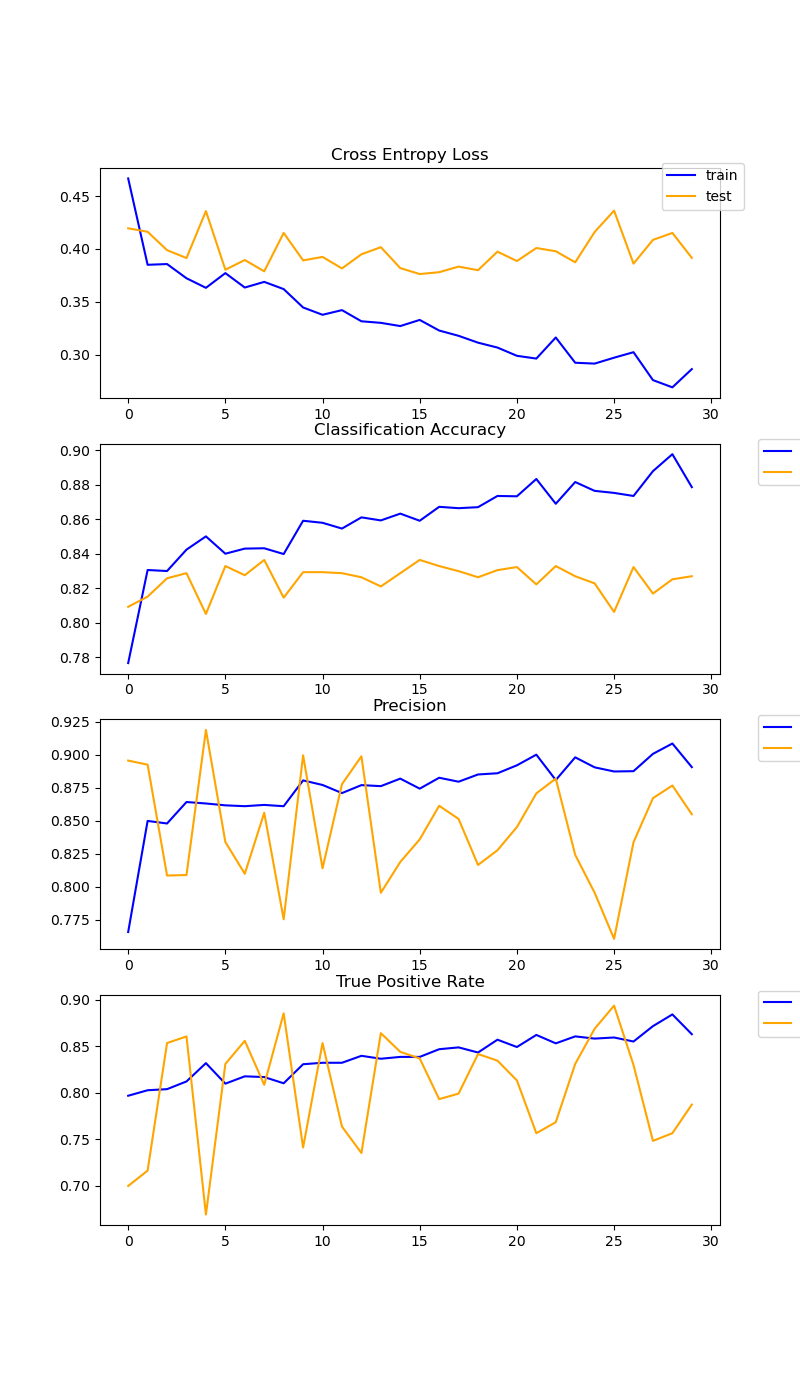 Cross Entropy Loss
train
test
0.45
0.40
0.35
0.30
0 5 10 15 20 25 30
Classification Accuracy
0.90
0.88
0.86
0.84
0.82
0.80
0.78
0 5 10 15 20 25 30
Precision
0.925
0.900
0.875
0.850
0.825
0.800
0.775
0 5 10 15 20 25 30
True Positive Rate
0.90
0.85
0.80
0.75
0.70
0 5 10 15 20 25 30